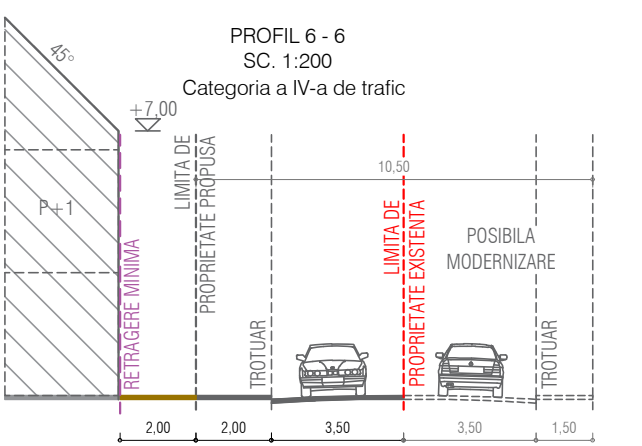 PROFIL 6 - 6
SC. 1:200
Categoria a IV-a de trafic
45°
+7,00
10,50
P+1
RETRAGERE MINIMA
LIMITA DE
PROPRIETATE PROPUSA
TROTUAR
LIMITA DE
PROPRIETATE EXISTENTA
POSIBILA
MODERNIZARE
TROTUAR
2,00
2,00
3,50
3,50
1,50